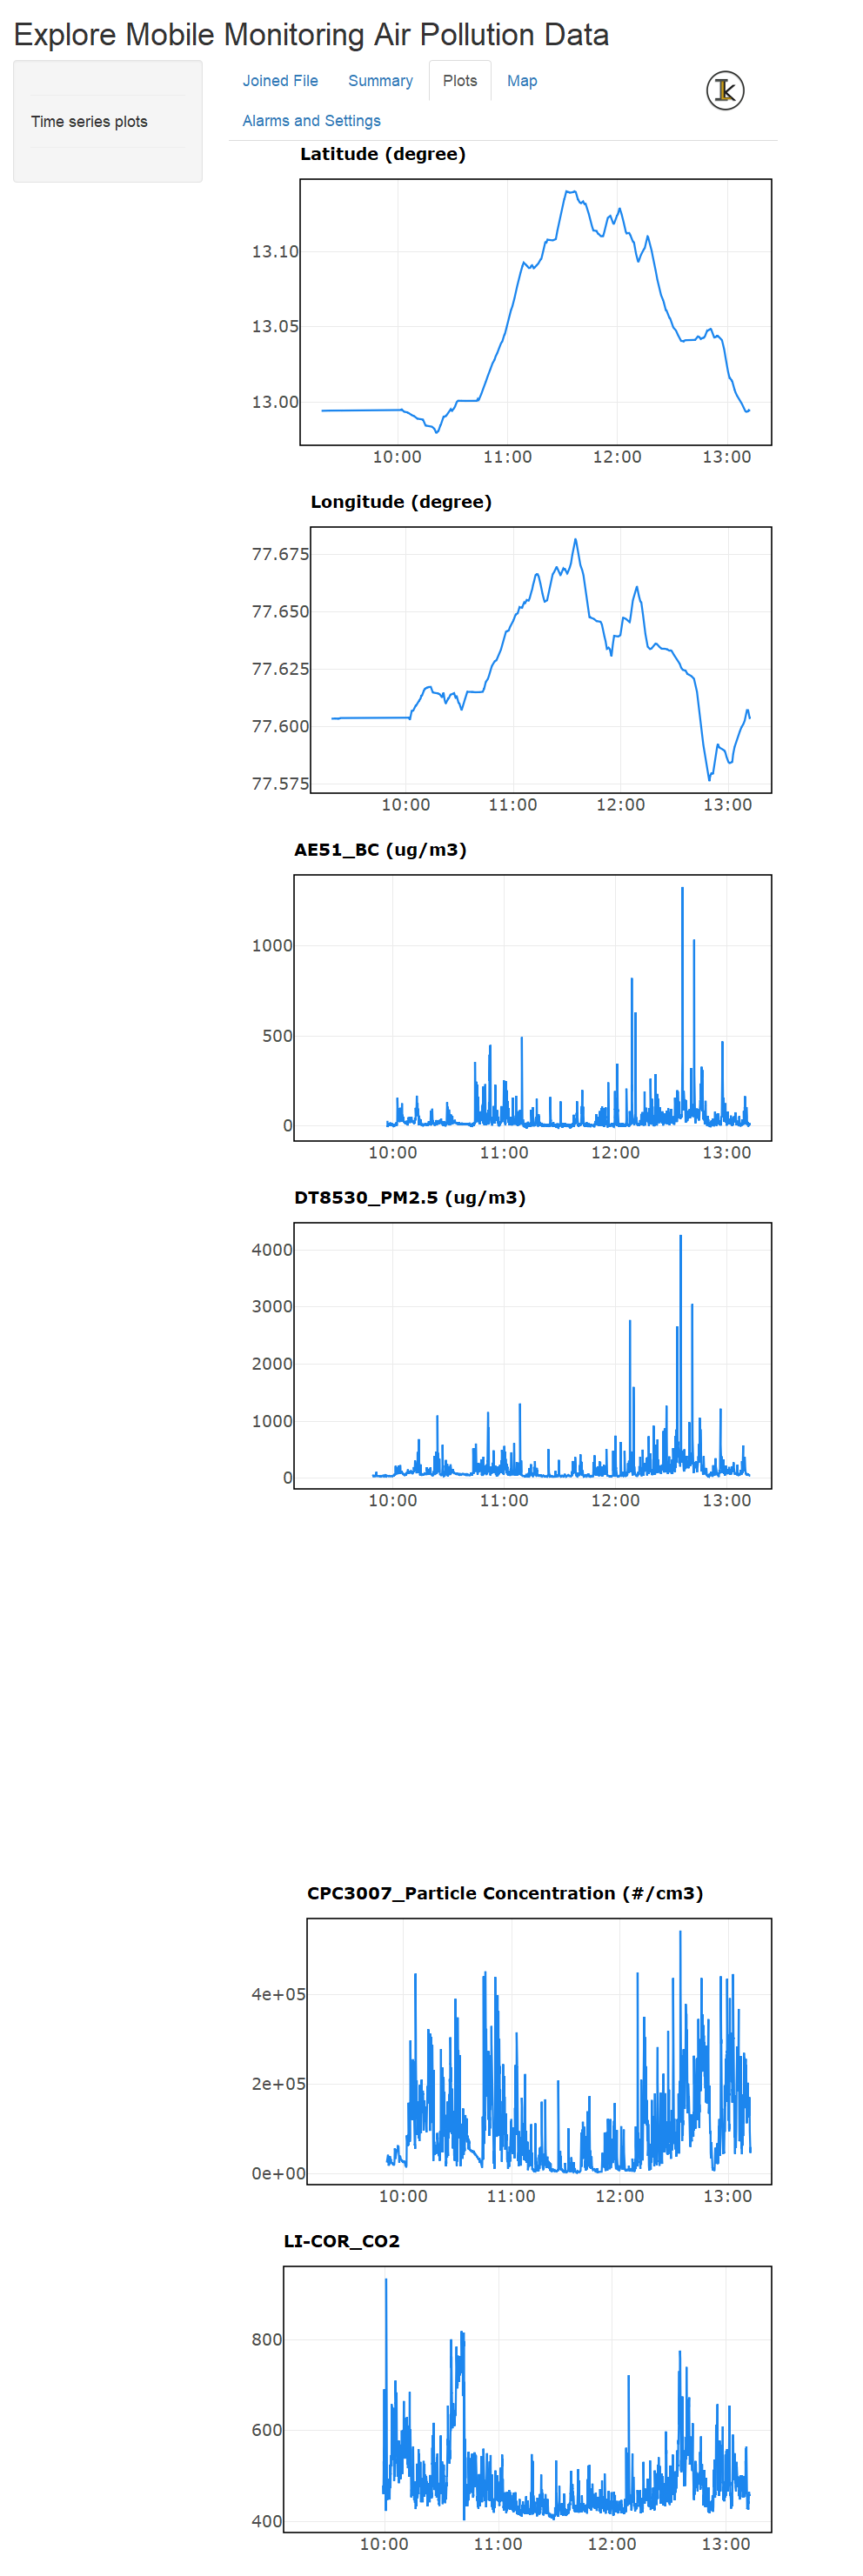 Explore Mobile Monitoring Air Pollution Data
Time series plots
Joined File Summary Plots Map
Alarms and Settings
Ik
Latitude (degree)
13.10
13.05
13.00
10:00 11:00 12:00 13:00
Longitude (degree)
77.675
77.650
77.625
77.600
77.575
10:00 11:00 12:00 13:00
AE51_BC (ug/m3)
1000
500
0
10:00 11:00 12:00 13:00
DT8530_PM2.5 (ug/m3)
4000
3000
2000
1000
0
10:00 11:00 12:00 13:00
CPC3007_Particle Concentration (#/cm3)
4e+05
2e+05
0e+00
10:00 11:00 12:00 13:00
LI-COR_CO2
800
600
400
10:00 11:00 12:00 13:00